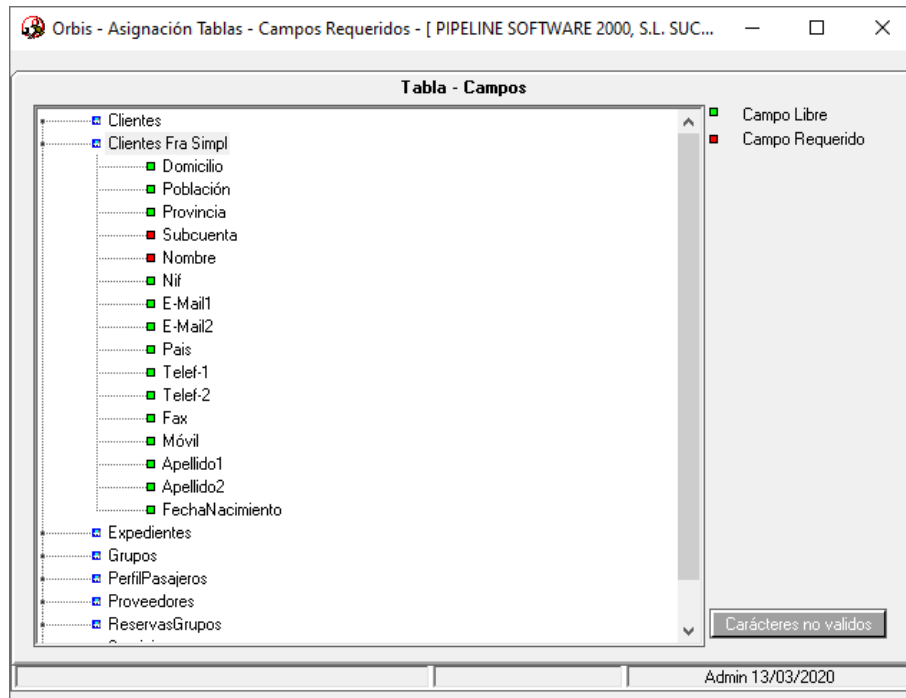 Orbis - Asignación Tablas - Campos Requeridos - [ PIPELINE SOFTWARE 2000, S.L. SUC...
Tabla - Campos
Clientes
Clientes Fra Simpl
Domicilio
Población
Provincia
Subcuenta
Nombre
Nif
E-Mail1
E-Mail2
Pais
Telef-1
Telef-2
Fax
Móvil
Apellido1
Apellido2
FechaNacimiento
Expedientes
Grupos
PerfilPasajeros
Proveedores
ReservasGrupos
Campo Libre
Campo Requerido
Carácteres no validos
Admin 13/03/2020